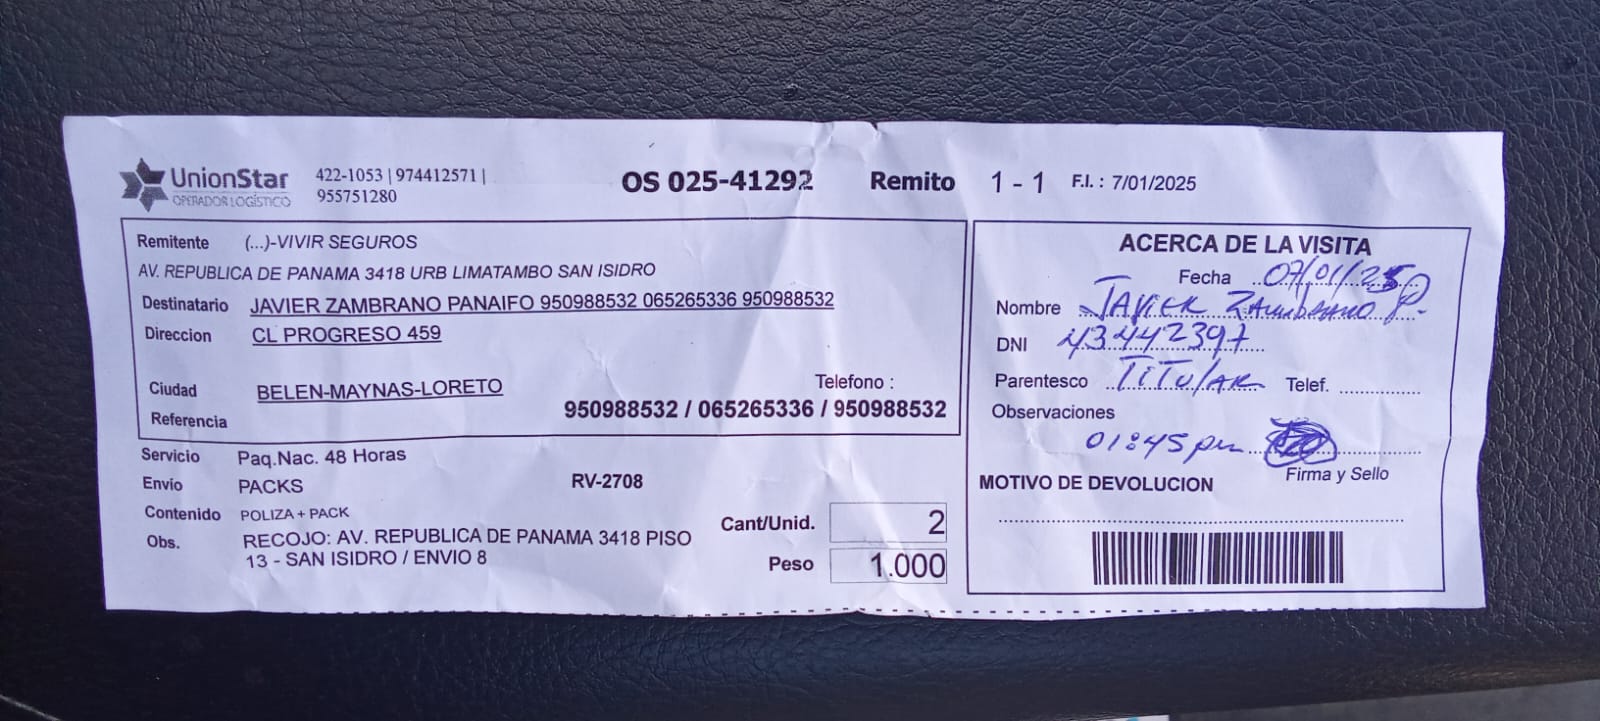 UnionStar
OPERADOR LOGÍSTICO
422-1053 | 974412571 |
955751280
OS 025-41292 Remito 1 - 1 F.I. : 7/01/2025
Remitente (...)-VIVIR SEGUROS
AV. REPUBLICA DE PANAMA 3418 URB LIMATAMBO SAN ISIDRO
Destinatario JAVIER ZAMBRANO PANAIFO 950988532 065265336 950988532
Direccion CL PROGRESO 459
Ciudad BELEN-MAYNAS-LORETO
Telefono :
Referencia 950988532 / 065265336 / 950988532
Servicio Paq.Nac. 48 Horas
Envio PACKS RV-2708
Contenido POLIZA + PACK
Obs. RECOJO: AV. REPUBLICA DE PANAMA 3418 PISO
13 - SAN ISIDRO / ENVIO 8
Cant/Unid. 2
Peso 1.000
ACERCA DE LA VISITA
Fecha 07/01/25
Nombre JAVIER ZAMBRANO P.
DNI 43442397
Parentesco TITULAR Telef.
Observaciones
01:45 pm
Firma y Sello
MOTIVO DE DEVOLUCION